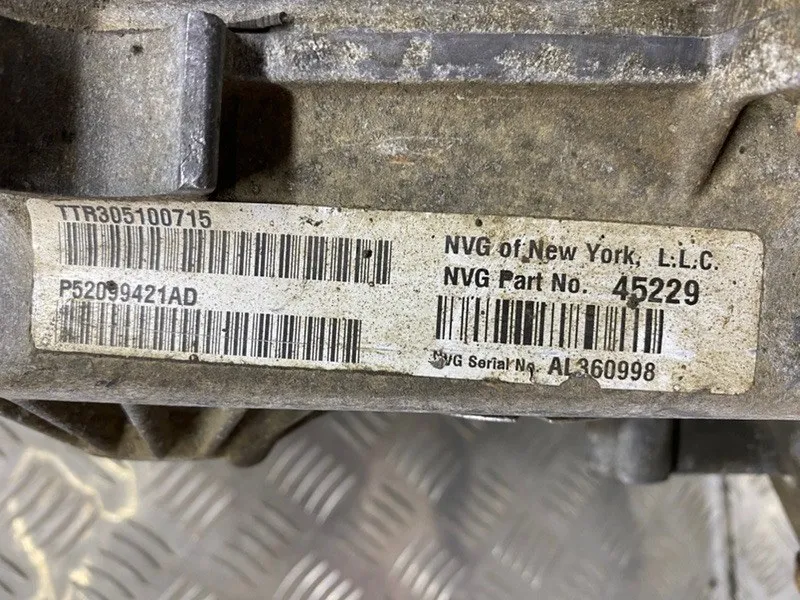 TTR305100715
P52099421AD
NVG of New York, L.L.C.
NVG Part No. 45229
NVG Serial No. AL360998